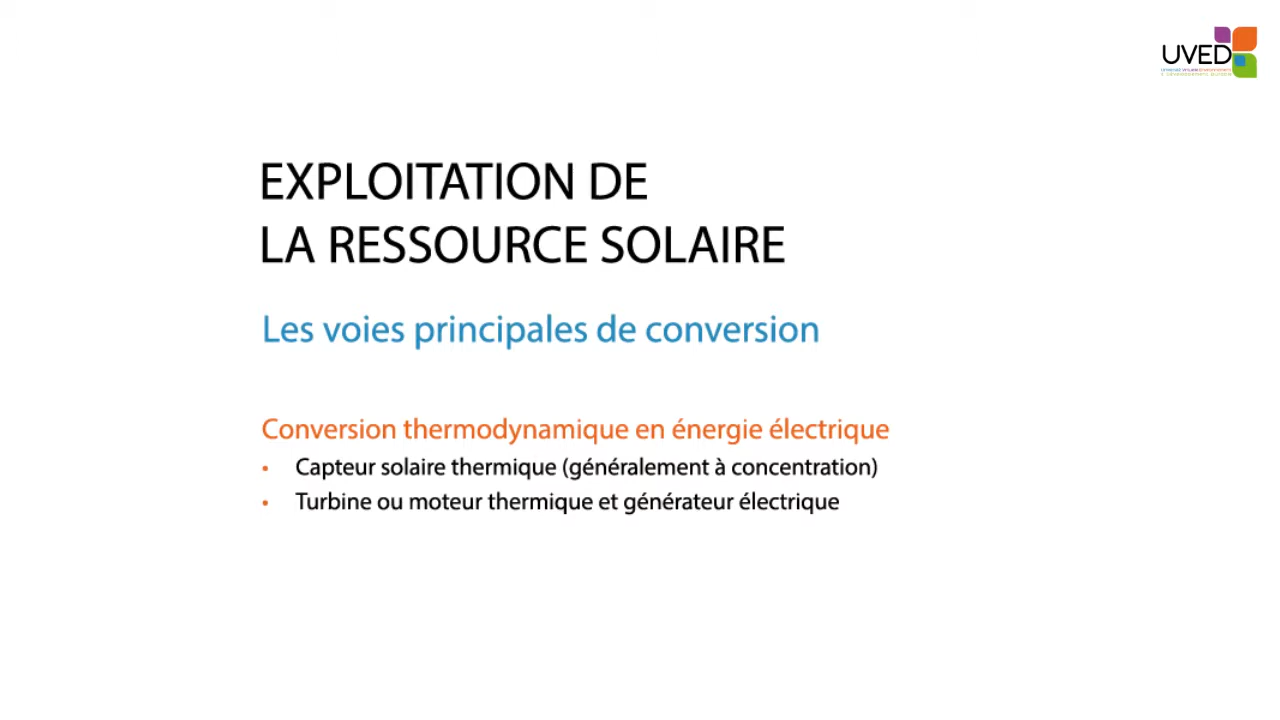 UVED
EXPLOITATION DE
LA RESSOURCE SOLAIRE
Les voies principales de conversion
Conversion thermodynamique en énergie électrique
• Capteur solaire thermique (généralement à concentration)
• Turbine ou moteur thermique et générateur électrique